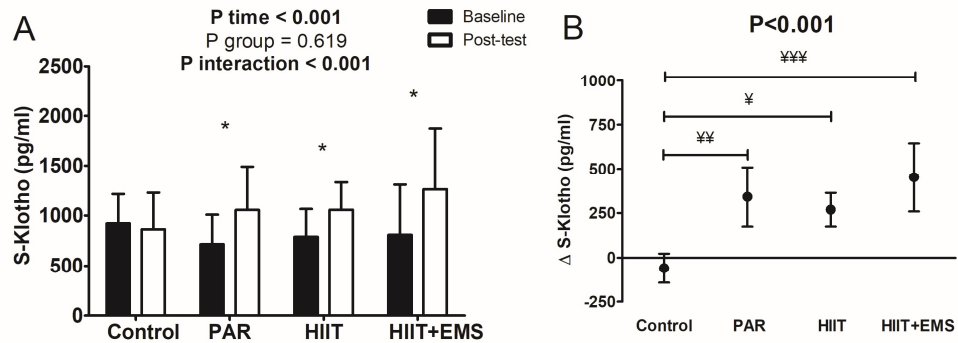 A
P time < 0.001
P group = 0.619
P interaction < 0.001
Baseline
Post-test
S-Klotho (pg/ml)
2500
2000
1500
1000
500
0
*
*
*
Control
PAR
HIIT
HIIT+EMS
B
P<0.001
Δ S-Klotho (pg/ml)
1000
750
500
250
0
-250
¥¥¥
¥
¥¥
Control
PAR
HIIT
HIIT+EMS